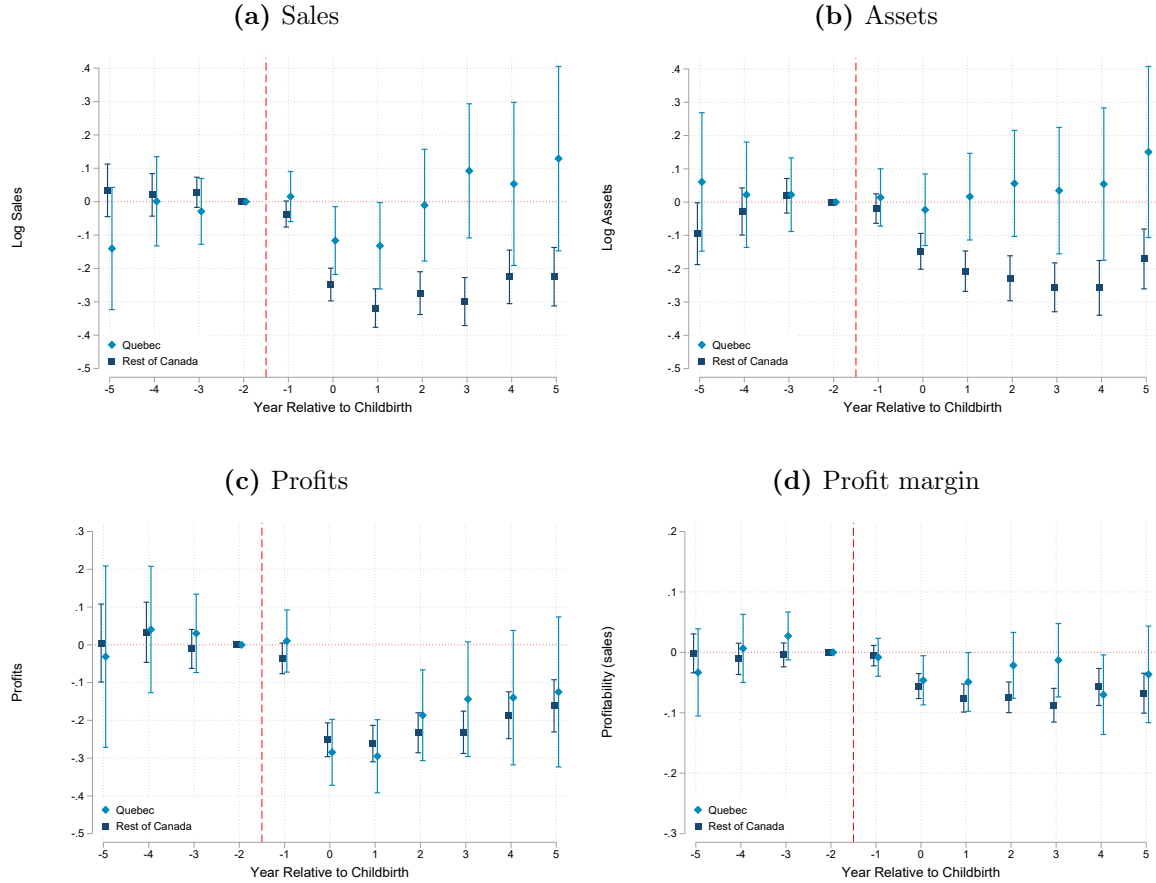 (a) Sales
.4
.3
.2
.1
0
-.1
-.2
-.3
-.4
-.5
Log Sales
Quebec
Rest of Canada
-5 -4 -3 -2 -1 0 1 2 3 4 5
Year Relative to Childbirth
(b) Assets
.4
.3
.2
.1
0
-.1
-.2
-.3
-.4
-.5
Log Assets
Quebec
Rest of Canada
-5 -4 -3 -2 -1 0 1 2 3 4 5
Year Relative to Childbirth
(c) Profits
.3
.2
.1
0
-.1
-.2
-.3
-.4
-.5
Profits
Quebec
Rest of Canada
-5 -4 -3 -2 -1 0 1 2 3 4 5
Year Relative to Childbirth
(d) Profit margin
.2
.1
0
-.1
-.2
-.3
Profitability (sales)
Quebec
Rest of Canada
-5 -4 -3 -2 -1 0 1 2 3 4 5
Year Relative to Childbirth